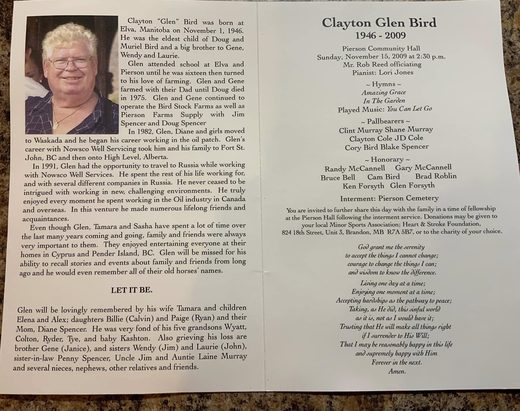 Clayton "Glen" Bird was born at
Elva, Manitoba on November 1, 1946.
He was the eldest child of Doug and
Muriel Bird and a big brother to Gene,
Wendy and Laurie.
Glen attended school at Elva and
Pierson until he was sixteen then turned
to his love of farming. Glen and Gene
farmed with their Dad until Doug died
in 1975. Glen and Gene continued to
operate the Bird Stock Farms as well as
Pierson Farms Supply with Jim
Spencer and Doug Spencer
In 1982, Glen, Diane and girls moved
to Waskada and he began his career working in the oil patch. Glen's
career with Nowsco Well Servicing took him and his family to Fort St.
John, BC and then onto High Level, Alberta.
In 1991, Glen had the opportunity to travel to Russia while working
with Nowsco Well Services. He spent the rest of his life working for,
and with several different companies in Russia. He never ceased to be
intrigued with working in new, challenging environments. He truly
enjoyed every moment he spent working in the Oil industry in Canada
and overseas. In this venture he made numerous lifelong friends and
acquaintances.
Even though Glen, Tamara and Sasha have spent a lot of time over
the last many years coming and going, family and friends were always
very important to them. They enjoyed entertaining everyone at their
homes in Cyprus and Pender Island, BC. Glen will be missed for his
ability to recall stories and events about family and friends from long
ago and he would even remember all of their old horses' names.
LET IT BE.
Glen will be lovingly remembered by his wife Tamara and children
Elena and Alex; daughters Billie (Calvin) and Paige (Ryan) and their
Mom, Diane Spencer. He was very fond of his five grandsons Wyatt,
Colton, Ryder, Tye, and baby Kashton. Also grieving his loss are
brother Gene (Janice), and sisters Wendy (Jim) and Laurie (John),
sister-in-law Penny Spencer, Uncle Jim and Auntie Laine Murray
and several nieces, nephews, other relatives and friends.
Clayton Glen Bird
1946 - 2009
Pierson Community Hall
Sunday, November 15, 2009 at 2:30 p.m.
Mr. Rob Reed officiating
Pianist: Lori Jones
~ Hymns ~
Amazing Grace
In The Garden
Played Music: You Can Let Go
~ Pallbearers ~
Clint Murray Shane Murray
Clayton Cole JD Cole
Cory Bird Blake Spencer
~ Honorary ~
Randy McCannell Gary McCannell
Bruce Bell Cam Bird Brad Roblin
Ken Forsyth Glen Forsyth
Interment: Pierson Cemetery
You are invited to further share this day with the family in a time of fellowship
at the Pierson Hall following the interment service. Donations may be given to
your local Minor Sports Association; Heart & Stroke Foundation,
824 18th Street, Unit 3, Brandon, MB R7A 5B7, or to the charity of your choice.
God grant me the serenity
to accept the things I cannot change;
courage to change the things I can;
and wisdom to know the difference.
Living one day at a time;
Enjoying one moment at a time;
Accepting hardships as the pathway to peace;
Taking, as He did, this sinful world
as it is, not as I would have it;
Trusting that He will make all things right
if I surrender to His Will;
That I may be reasonably happy in this life
and supremely happy with Him
Forever in the next.
Amen.